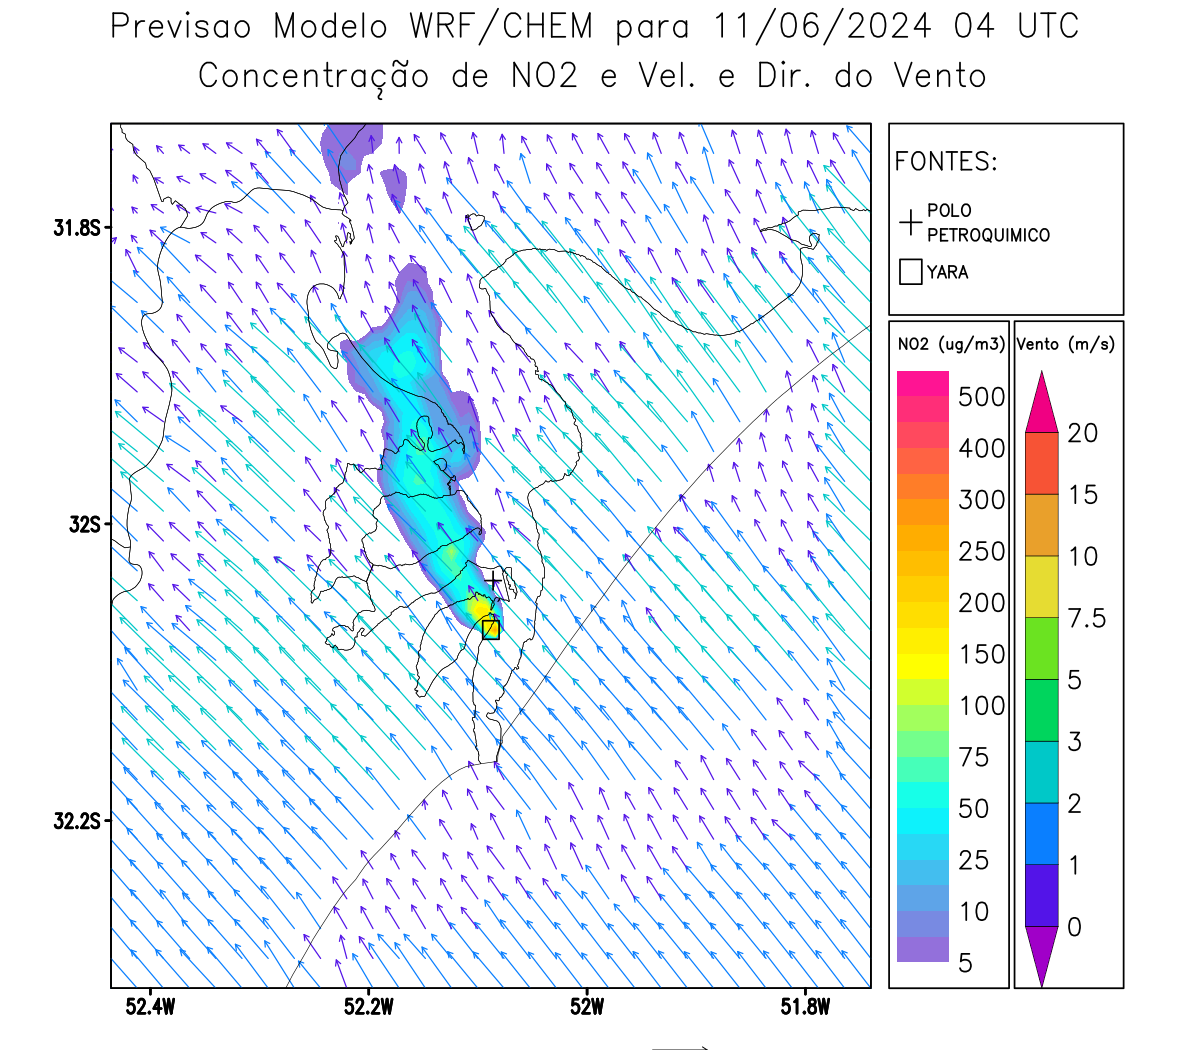 Previsao Modelo WRF/CHEM para 11/06/2024 04 UTC
Concentração de NO2 e Vel. e Dir. do Vento
FONTES:
POLO
PETROQUIMICO
YARA
NO2 (ug/m3)
500
400
300
250
200
150
100
75
50
25
10
5
Vento (m/s)
20
15
10
7.5
5
3
2
1
0
31.8S
32S
32.2S
52.4W
52.2W
52W
51.8W